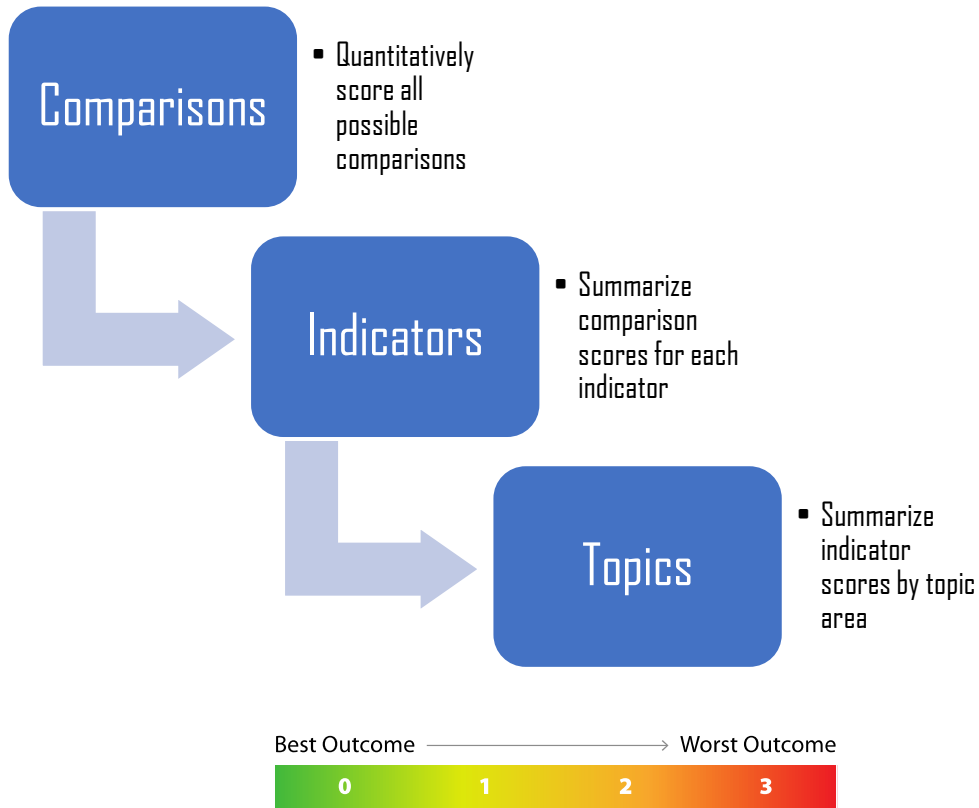 Comparisons
▪ Quantitatively
score all
possible
comparisons
Indicators
▪ Summarize
comparison
scores for each
indicator
Topics
▪ Summarize
indicator
scores by topic
area
Best Outcome → Worst Outcome
0 1 2 3